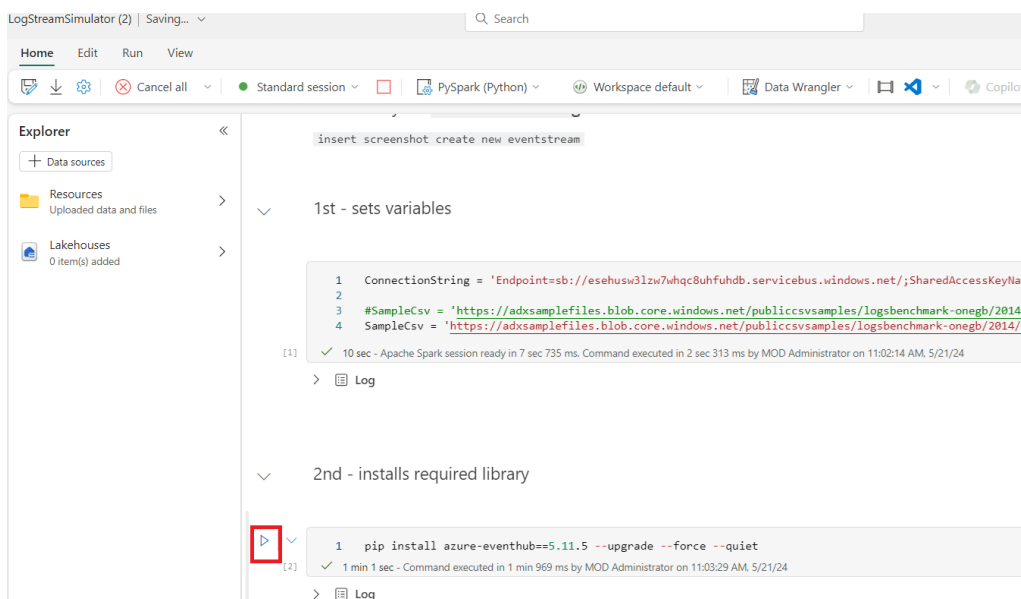 LogStreamSimulator (2) | Saving...
Search
Home Edit Run View
Cancel all Standard session PySpark (Python) Workspace default Data Wrangler
Explorer
Data sources
Resources
Uploaded data and files
Lakehouses
0 item(s) added
insert screenshot create new eventstream
1st - sets variables
1 ConnectionString = 'Endpoint=sb://esehusw3lzw7whqc8uhfuhdb.servicebus.windows.net/;SharedAccessKeyNa
2
3 #SampleCsv = 'https://adxsamplefiles.blob.core.windows.net/publiccsvsamples/logsbenchmark-onegb/2014
4 SampleCsv = 'https://adxsamplefiles.blob.core.windows.net/publiccsvsamples/logsbenchmark-onegb/2014/
[1] 10 sec - Apache Spark session ready in 7 sec 735 ms. Command executed in 2 sec 313 ms by MOD Administrator on 11:02:14 AM, 5/21/24
Log
2nd - installs required library
1 pip install azure-eventhub==5.11.5 --upgrade --force --quiet
[2] 1 min 1 sec - Command executed in 1 min 969 ms by MOD Administrator on 11:03:29 AM, 5/21/24
Log